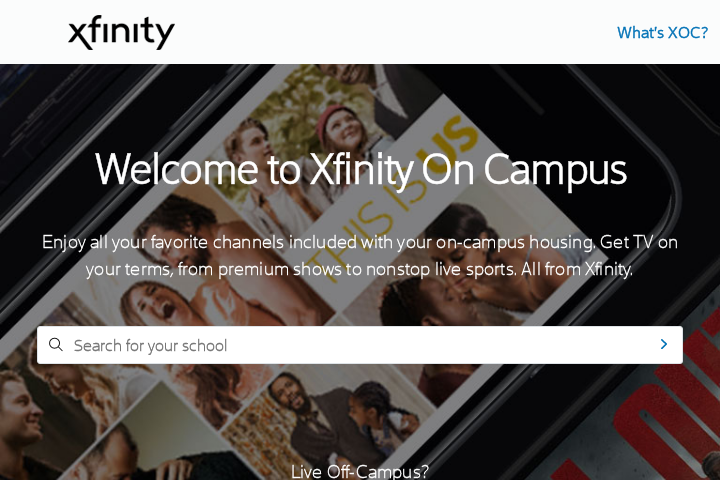 xfinity
What's XOC?
Welcome to Xfinity On Campus
THIS IS US
Enjoy all your favorite channels included with your on-campus housing. Get TV on
your terms, from premium shows to nonstop live sports. All from Xfinity.
Search for your school
Live Off-Campus?